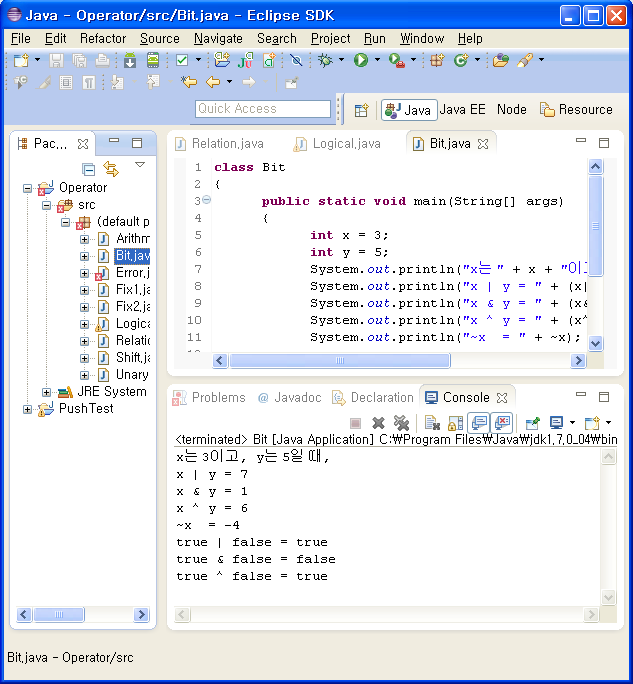 Java - Operator/src/Bit.java - Eclipse SDK
File Edit Refactor Source Navigate Search Project Run Window Help
Quick Access
Java Java EE Node Resource
Pac...
Operator
src
(default p
Arithm
Bit.jav
Error.j
Fix1.ja
Fix2.ja
Logica
Relatio
Shift.ja
Unary
JRE System
PushTest
Relation.java Logical.java Bit.java
1 class Bit
2 {
3 public static void main(String[] args)
4 {
5 int x = 3;
6 int y = 5;
7 System.out.println("x는 " + x + "이고
8 System.out.println("x | y = " + (x|
9 System.out.println("x & y = " + (x&
10 System.out.println("x ^ y = " + (x^
11 System.out.println("~x  = " + ~x);
Problems @ Javadoc Declaration Console
<terminated> Bit [Java Application] C:\Program Files\Java\jdk1.7.0_04\bin
x는 3이고, y는 5일 때,
x | y = 7
x & y = 1
x ^ y = 6
~x  = -4
true | false = true
true & false = false
true ^ false = true
Bit.java - Operator/src